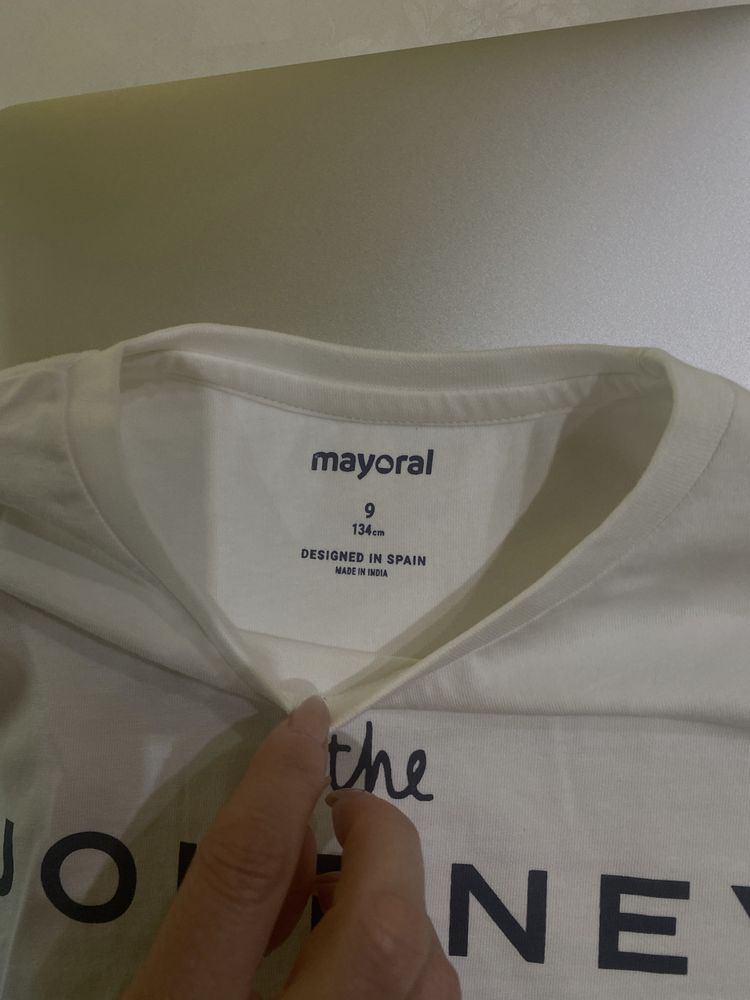 mayoral
9
134cm
DESIGNED IN SPAIN
MADE IN INDIA
the